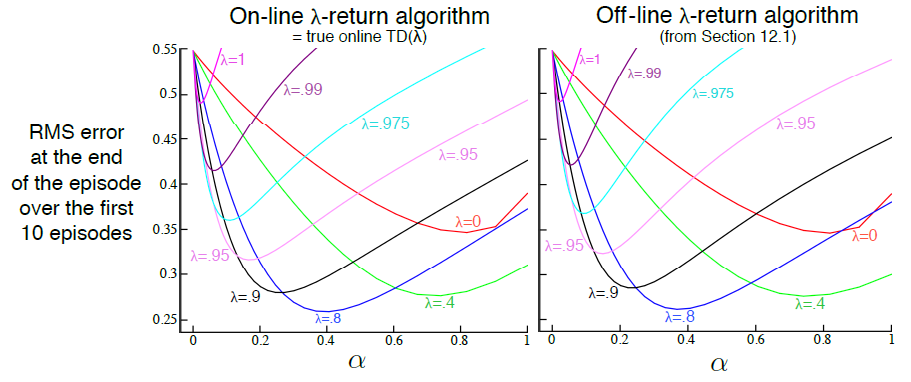 On-line λ-return algorithm
= true online TD(λ)
Off-line λ-return algorithm
(from Section 12.1)
RMS error
at the end
of the episode
over the first
10 episodes
0.55
0.5
0.45
0.4
0.35
0.3
0.25
λ=1
λ=.99
λ=.975
λ=.95
λ=0
λ=.95
λ=.9
λ=.4
λ=.8
0 0.2 0.4 0.6 0.8 1
α
λ=1
λ=.99
λ=.975
λ=.95
λ=0
λ=.95
λ=.9
λ=.4
λ=.8
0 0.2 0.4 0.6 0.8 1
α